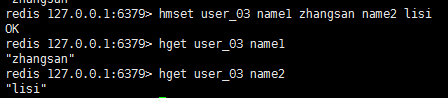 redis 127.0.0.1:6379> hmset user_03 name1 zhangsan name2 lisi
OK
redis 127.0.0.1:6379> hget user_03 name1
"zhangsan"
redis 127.0.0.1:6379> hget user_03 name2
"lisi"